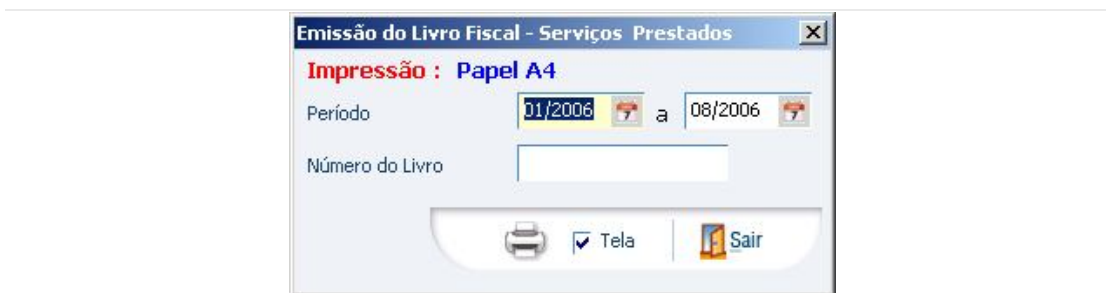 Emissão do Livro Fiscal - Serviços Prestados
Impressão : Papel A4
Período 01/2006 a 08/2006
Número do Livro
Tela Sair